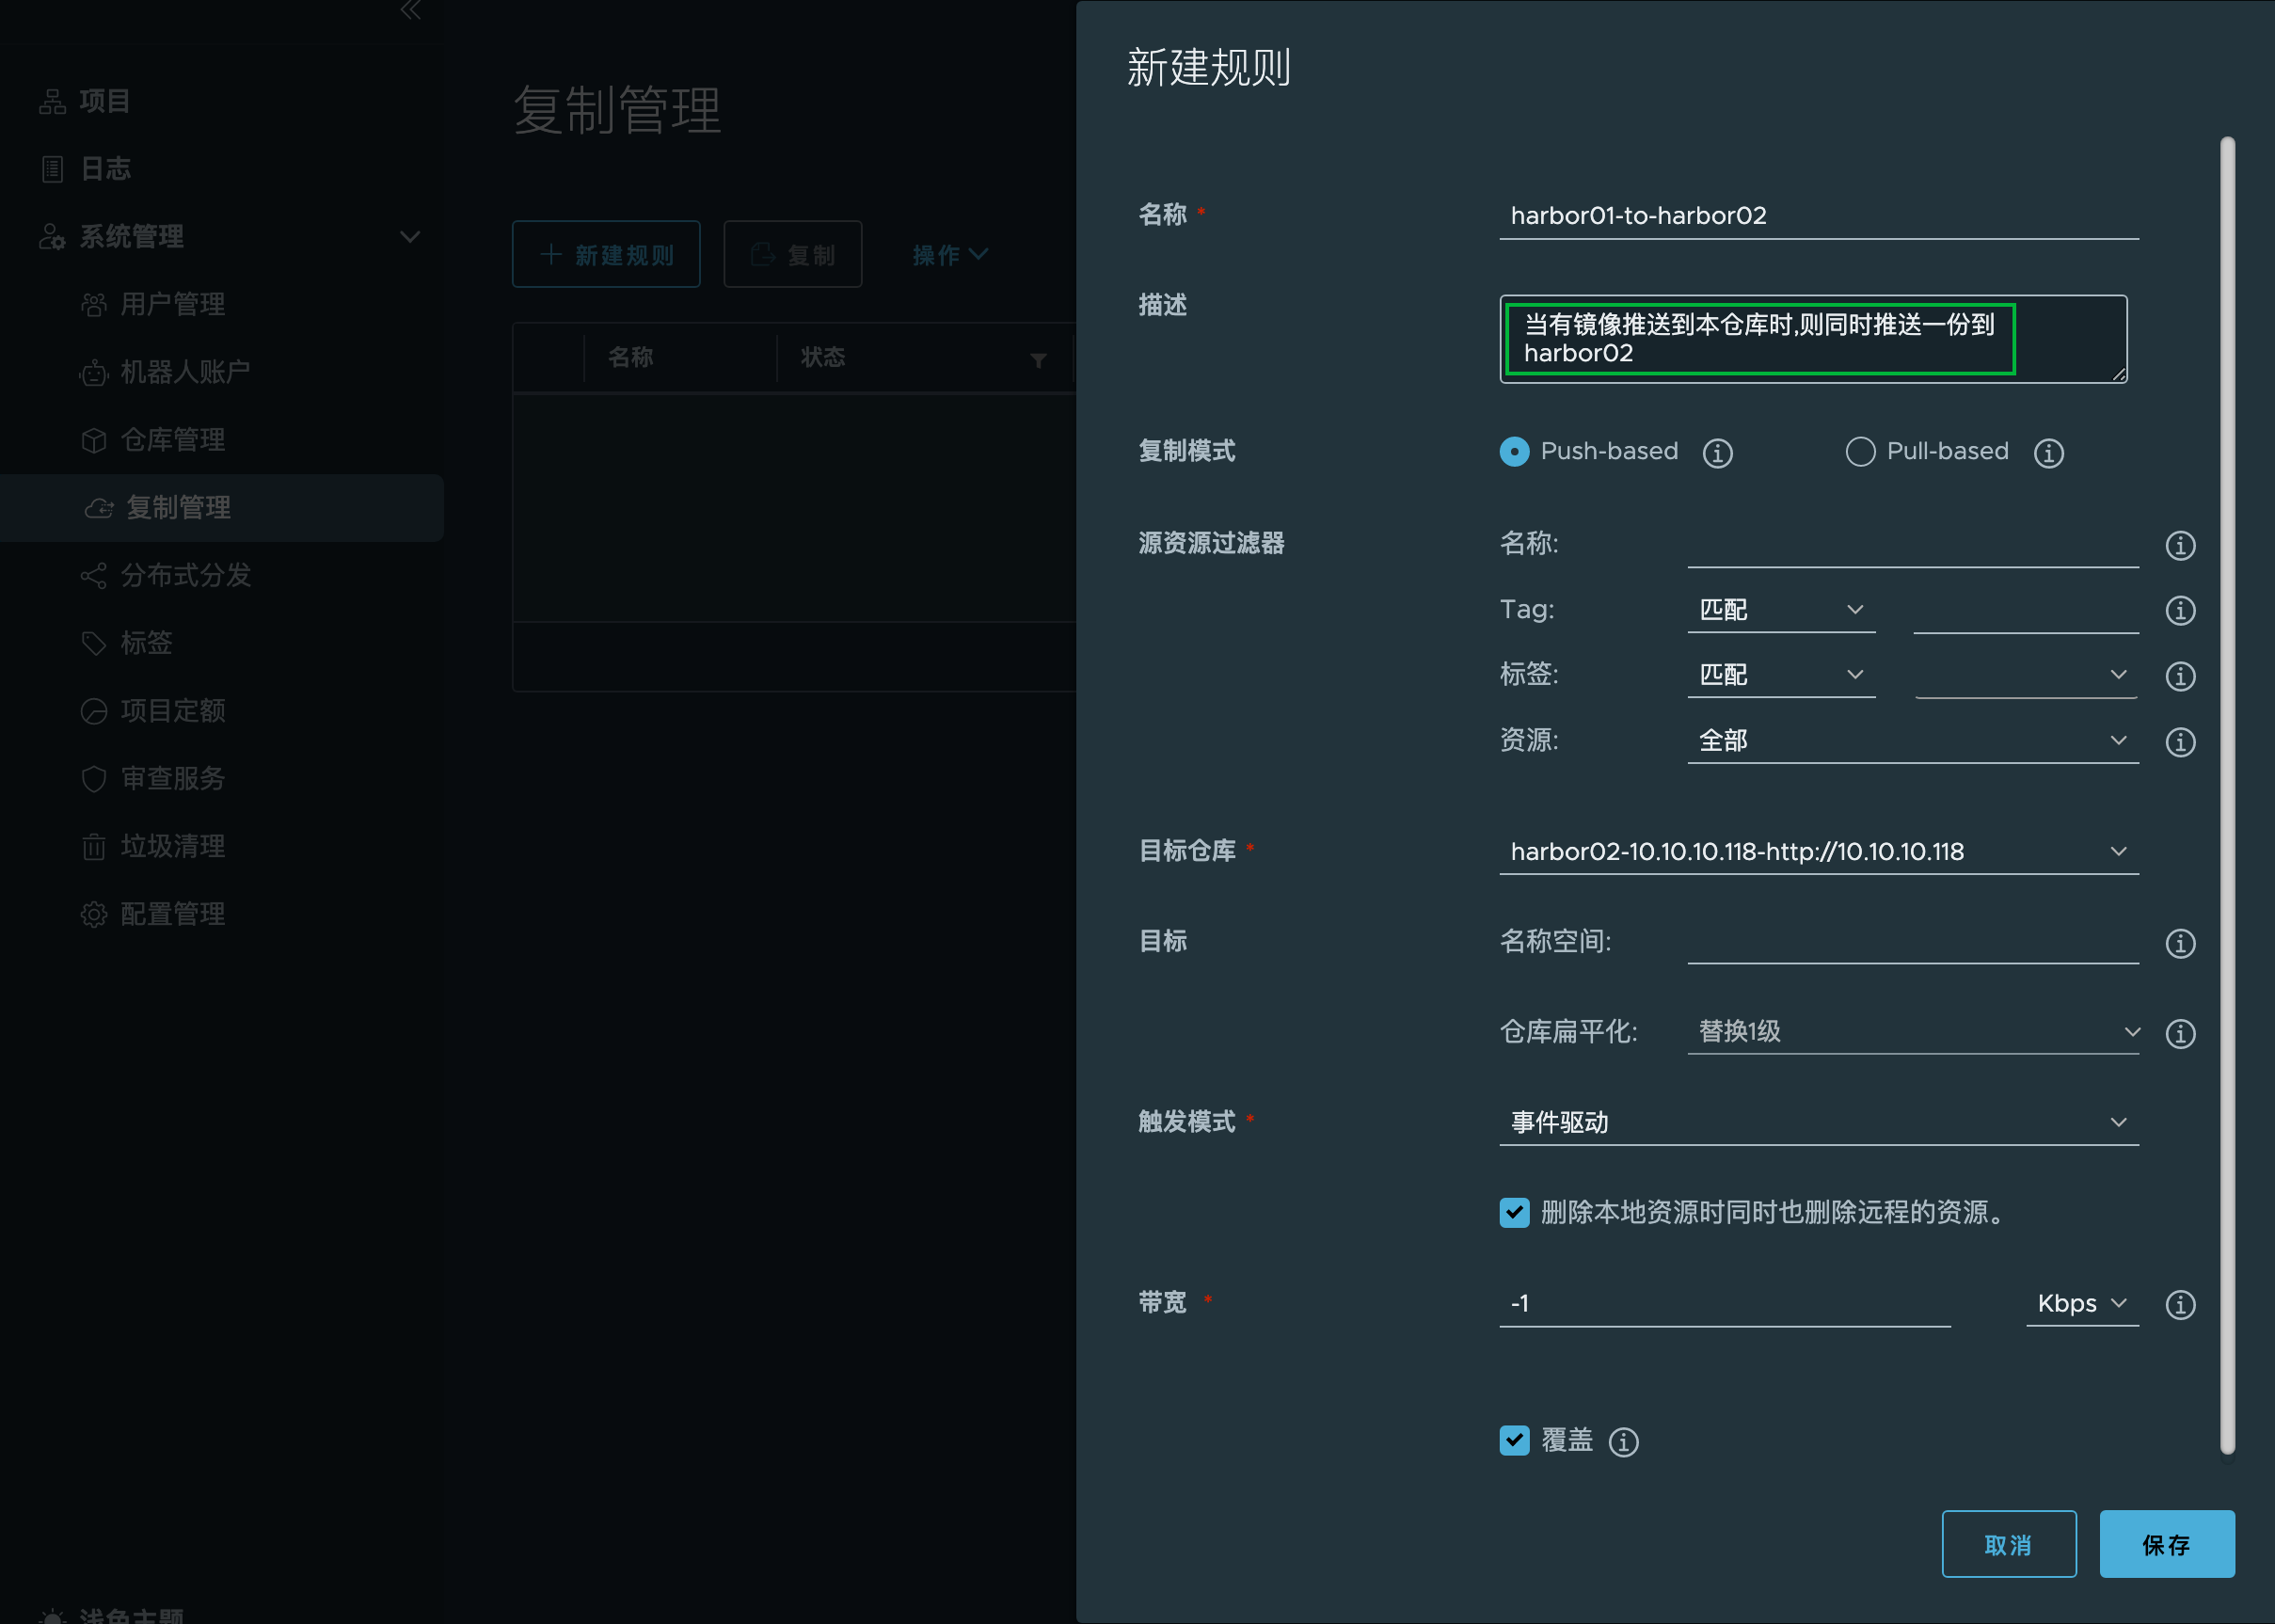 项目
日志
系统管理
用户管理
机器人账户
仓库管理
复制管理
分布式分发
标签
项目定额
审查服务
垃圾清理
配置管理
浅色主题
复制管理
新建规则 复制 操作
名称 状态
新建规则
名称 * harbor01-to-harbor02
描述 当有镜像推送到本仓库时,则同时推送一份到
harbor02
复制模式 Push-based Pull-based
源资源过滤器 名称:
Tag: 匹配
标签: 匹配
资源: 全部
目标仓库 * harbor02-10.10.10.118-http://10.10.10.118
目标 名称空间:
仓库扁平化: 替换1级
触发模式 * 事件驱动
删除本地资源时同时也删除远程的资源。
带宽 * -1 Kbps
覆盖
取消 保存